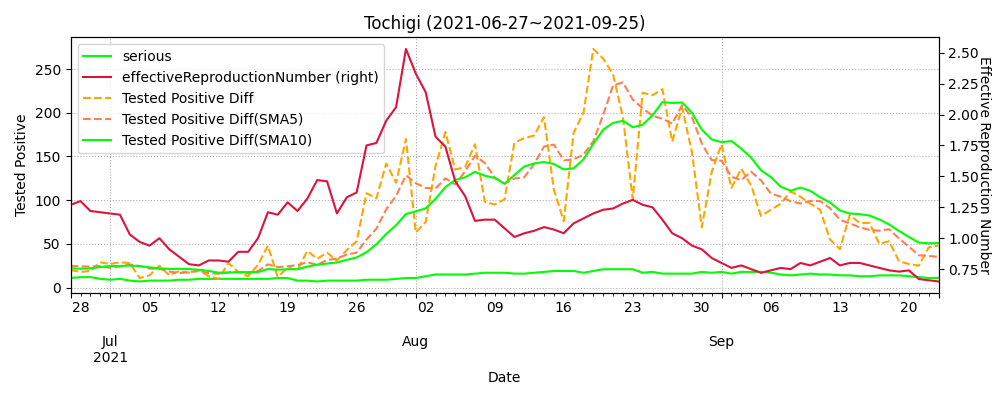 Tochigi (2021-06-27~2021-09-25)
serious
effectiveReproductionNumber (right)
Tested Positive Diff
Tested Positive Diff(SMA5)
Tested Positive Diff(SMA10)
Tested Positive
250
200
150
100
50
0
2.50
2.25
2.00
1.75
1.50
1.25
1.00
0.75
Effective Reproduction Number
28 05 12 19 26 02 09 16 23 30 06 13 20
Jul Aug Sep
2021
Date